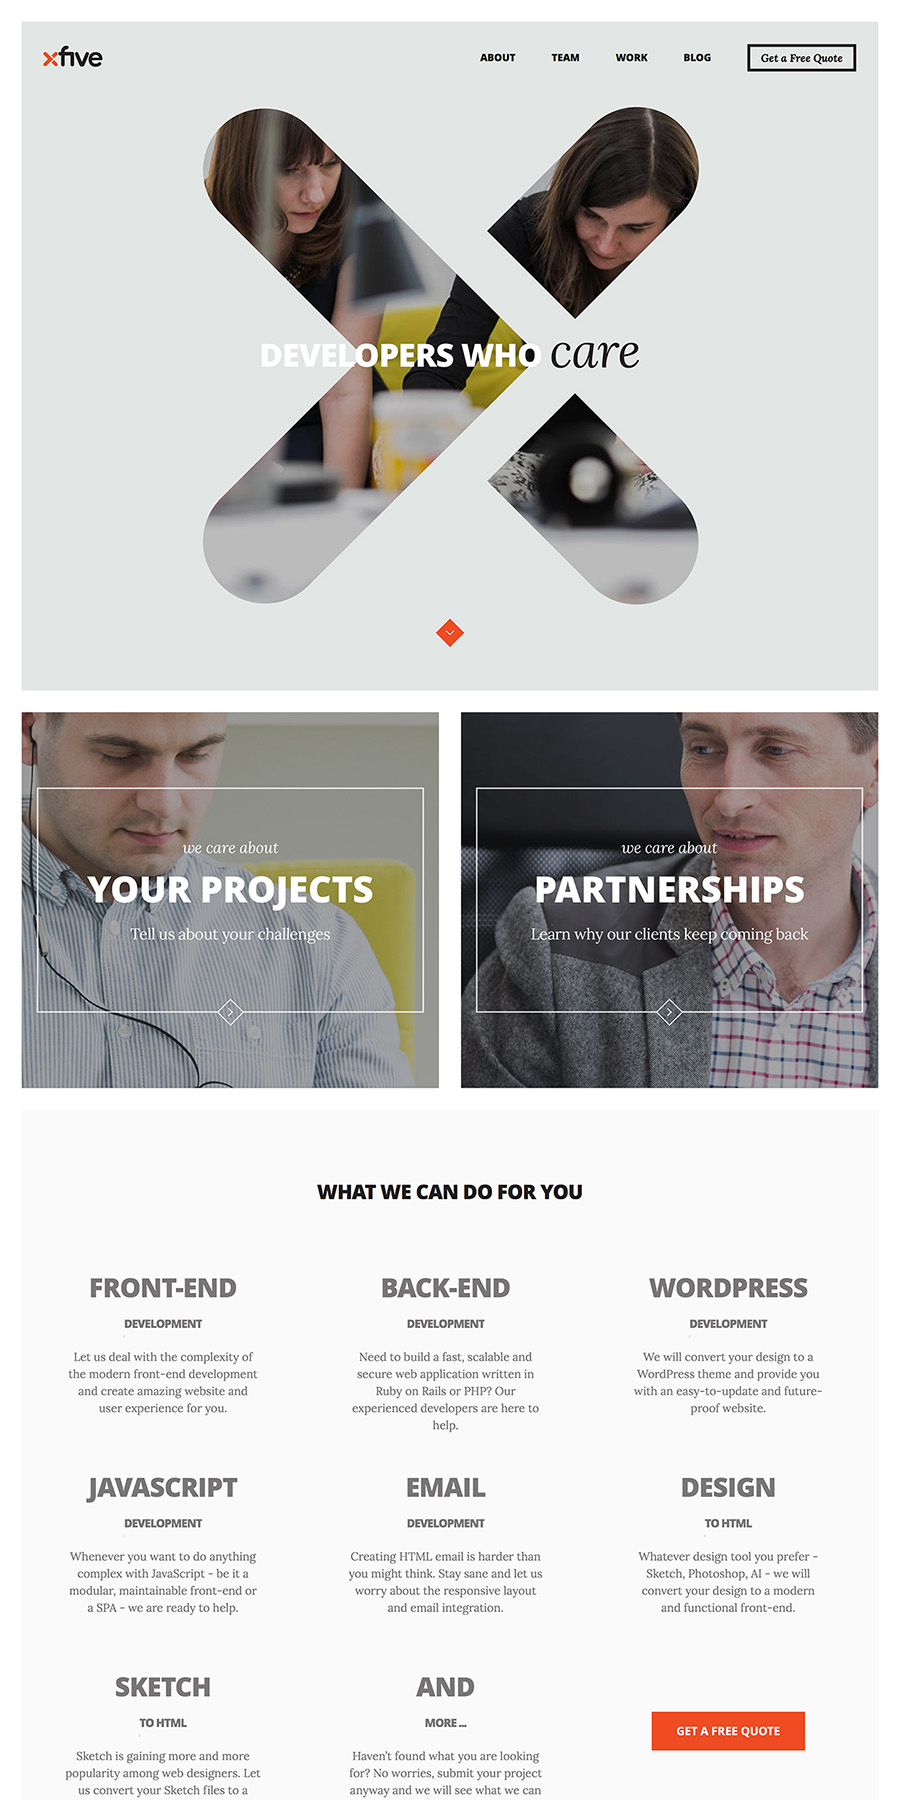 xfive
ABOUT TEAM WORK BLOG Get a Free Quote
DEVELOPERS WHO care
we care about
YOUR PROJECTS
Tell us about your challenges
we care about
PARTNERSHIPS
Learn why our clients keep coming back
WHAT WE CAN DO FOR YOU
FRONT-END
DEVELOPMENT
Let us deal with the complexity of
the modern front-end development
and create amazing website and
user experience for you.
BACK-END
DEVELOPMENT
Need to build a fast, scalable and
secure web application written in
Ruby on Rails or PHP? Our
experienced developers are here to
help.
WORDPRESS
DEVELOPMENT
We will convert your design to a
WordPress theme and provide you
with an easy-to-update and future-
proof website.
JAVASCRIPT
DEVELOPMENT
Whenever you want to do anything
complex with JavaScript - be it a
modular, maintainable front-end or
a SPA - we are ready to help.
EMAIL
DEVELOPMENT
Creating HTML email is harder than
you might think. Stay sane and let us
worry about the responsive layout
and email integration.
DESIGN
TO HTML
Whatever design tool you prefer -
Sketch, Photoshop, AI - we will
convert your design to a modern
and functional front-end.
SKETCH
TO HTML
Sketch is gaining more and more
popularity among web designers. Let
us convert your Sketch files to a
AND
MORE ...
Haven't found what you are looking
for? No worries, submit your project
anyway and we will see what we can
GET A FREE QUOTE